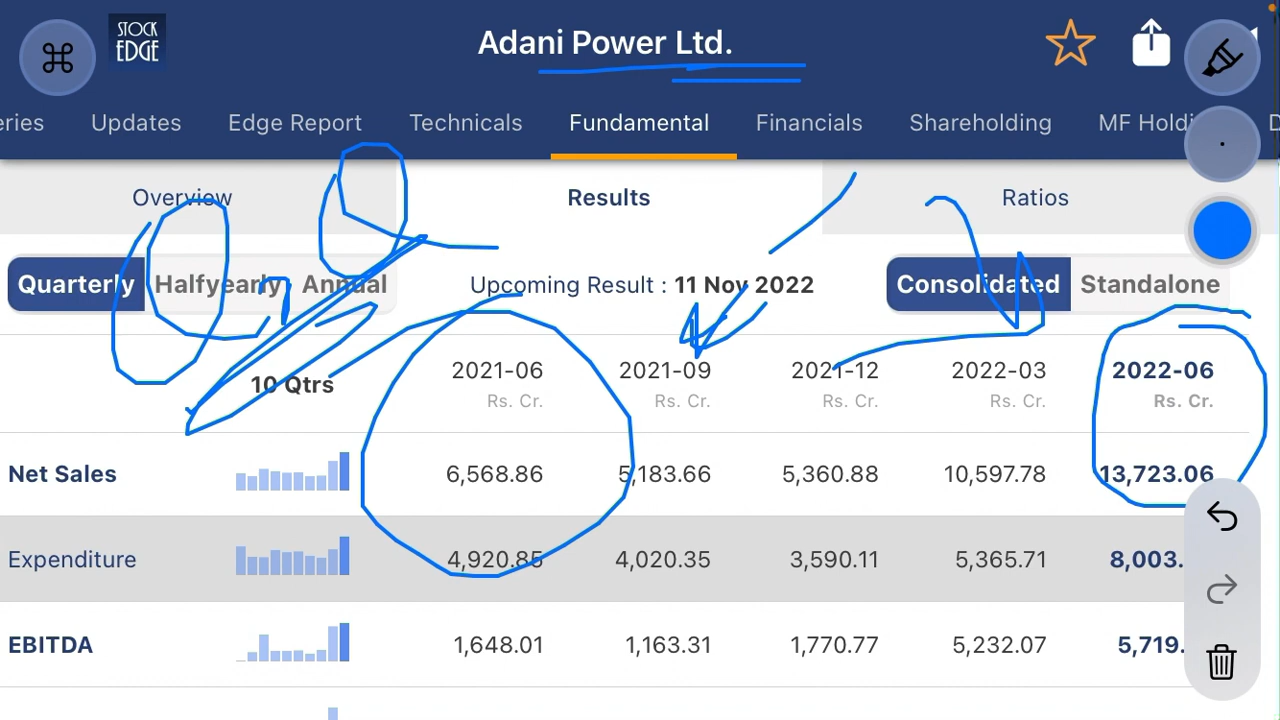 STOCK
EDGE
Adani Power Ltd.
Updates Edge Report Technicals Fundamental Financials Shareholding MF Holdi
Overview Results Ratios
Quarterly Halfyearly Annual Upcoming Result : 11 Nov 2022 Consolidated Standalone
10 Qtrs 2021-06 2021-09 2021-12 2022-03 2022-06
Rs. Cr. Rs. Cr. Rs. Cr. Rs. Cr. Rs. Cr.
Net Sales 6,568.86 5,183.66 5,360.88 10,597.78 13,723.06
Expenditure 4,920.85 4,020.35 3,590.11 5,365.71 8,003.
EBITDA 1,648.01 1,163.31 1,770.77 5,232.07 5,719.